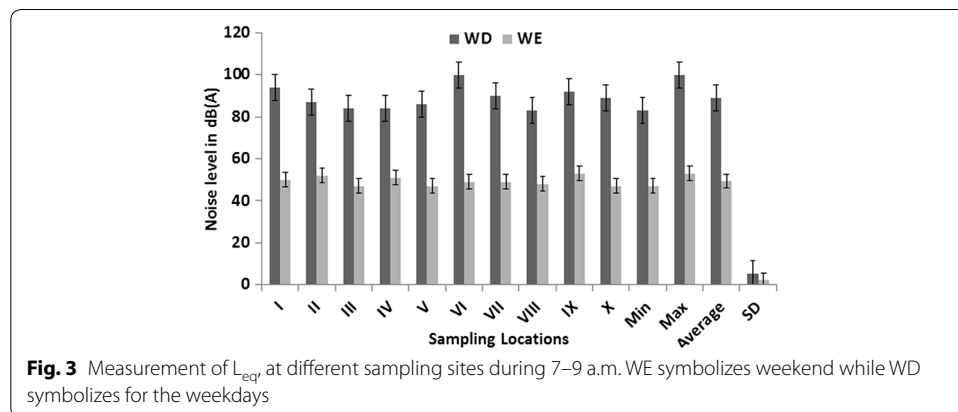 120
100
80
60
40
20
0
Noise level in dB(A)
WD WE
I II III IV V VI VII VIII IX X Min Max Average SD
Sampling Locations
Fig. 3 Measurement of Leq, at different sampling sites during 7–9 a.m. WE symbolizes weekend while WD
symbolizes for the weekdays